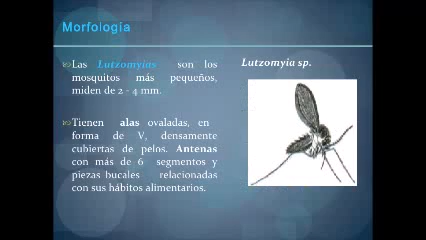 Morfología
Las Lutzomyias son los
mosquitos más pequeños,
miden de 2 - 4 mm.
Tienen alas ovaladas, en
forma de V, densamente
cubiertas de pelos. Antenas
con más de 6 segmentos y
piezas bucales relacionadas
con sus hábitos alimentarios.
Lutzomyia sp.